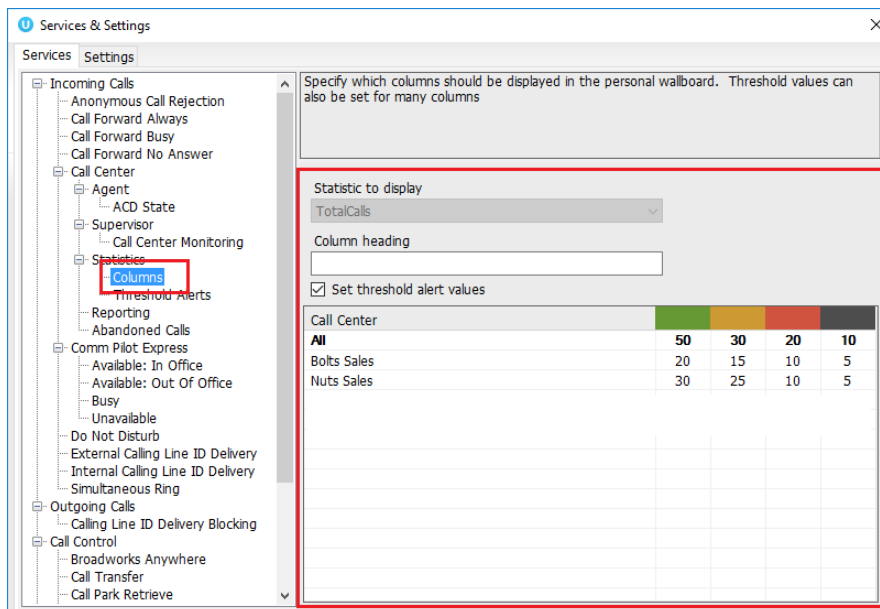 Services & Settings
Services Settings
Incoming Calls
Anonymous Call Rejection
Call Forward Always
Call Forward Busy
Call Forward No Answer
Call Center
Agent
ACD State
Supervisor
Call Center Monitoring
Statistics
Columns
Threshold Alerts
Reporting
Abandoned Calls
Comm Pilot Express
Available: In Office
Available: Out Of Office
Busy
Unavailable
Do Not Disturb
External Calling Line ID Delivery
Internal Calling Line ID Delivery
Simultaneous Ring
Outgoing Calls
Calling Line ID Delivery Blocking
Call Control
Broadworks Anywhere
Call Transfer
Call Park Retrieve
Specify which columns should be displayed in the personal wallboard. Threshold values can
also be set for many columns
Statistic to display
TotalCalls
Column heading
Set threshold alert values
Call Center
All 50 30 20 10
Bolts Sales 20 15 10 5
Nuts Sales 30 25 10 5